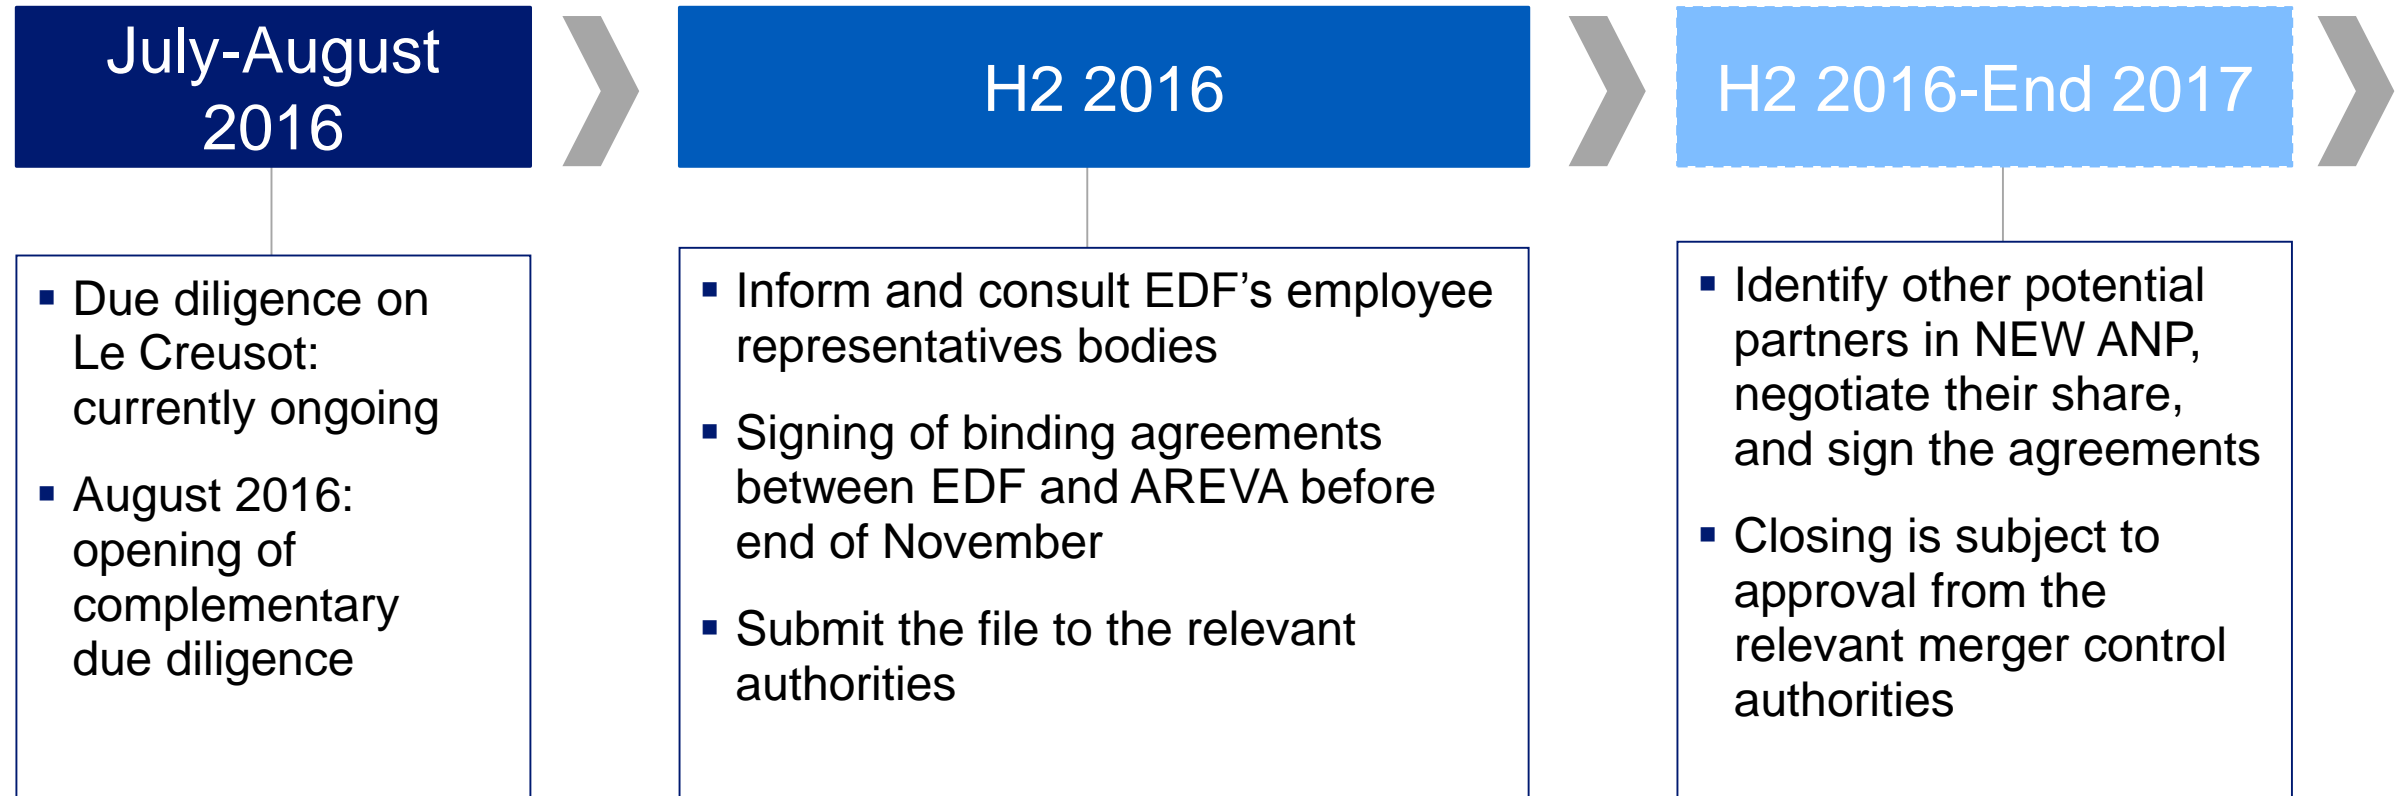 July-August
2016
H2 2016
H2 2016-End 2017
▪ Due diligence on
Le Creusot:
currently ongoing
▪ August 2016:
opening of
complementary
due diligence
▪ Inform and consult EDF’s employee
representatives bodies
▪ Signing of binding agreements
between EDF and AREVA before
end of November
▪ Submit the file to the relevant
authorities
▪ Identify other potential
partners in NEW ANP,
negotiate their share,
and sign the agreements
▪ Closing is subject to
approval from the
relevant merger control
authorities